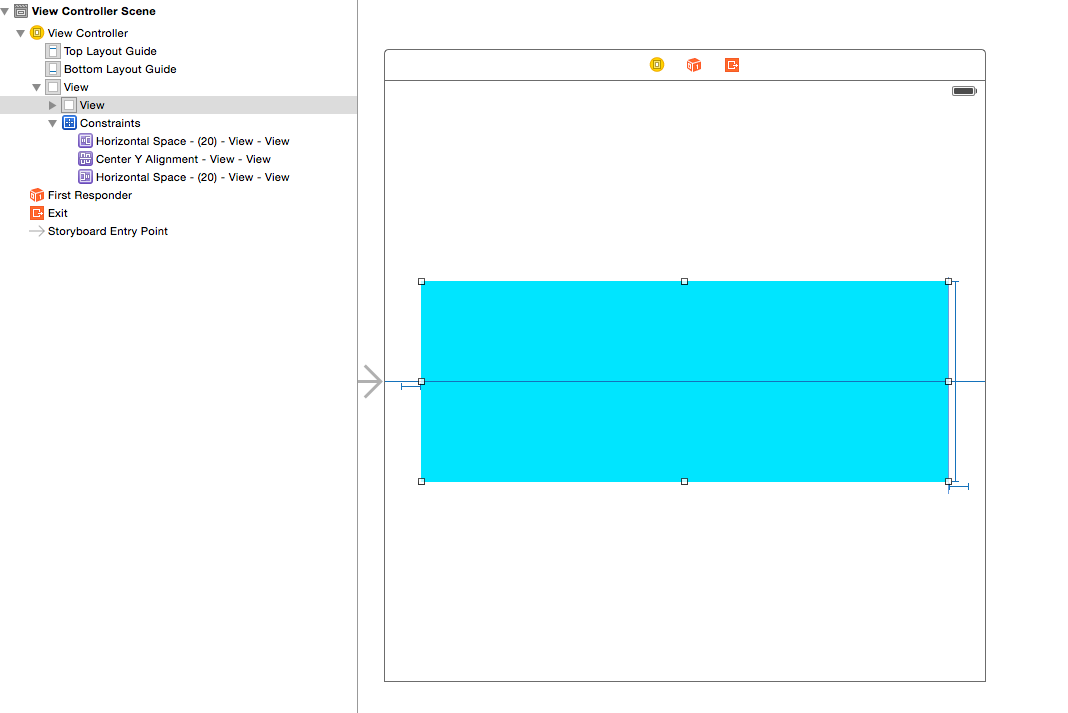 View Controller Scene
View Controller
Top Layout Guide
Bottom Layout Guide
View
View
Constraints
Horizontal Space - (20) - View - View
Center Y Alignment - View - View
Horizontal Space - (20) - View - View
First Responder
Exit
Storyboard Entry Point